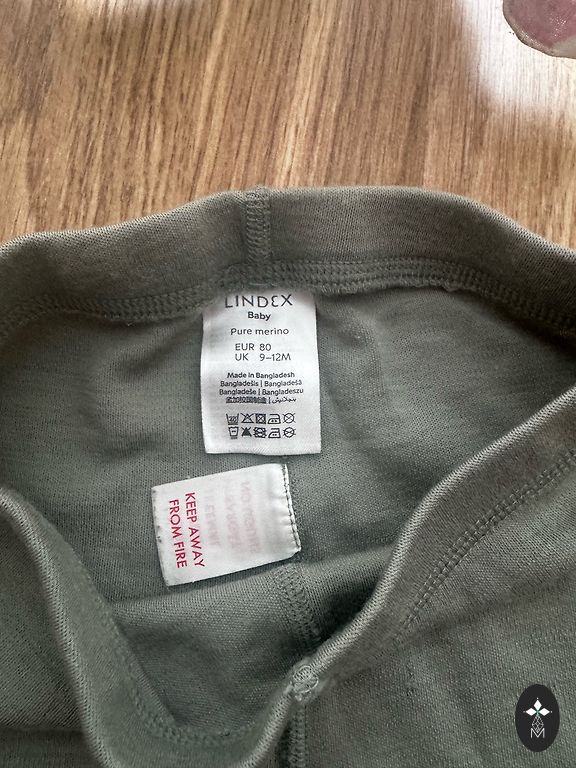 LINDEX
Baby
Pure merino
EUR 80
UK 9–12M
Made in Bangladesh
Bangladešis | Bangladešā
Bangladeše | Bangladeszu
KEEP AWAY
FROM FIRE